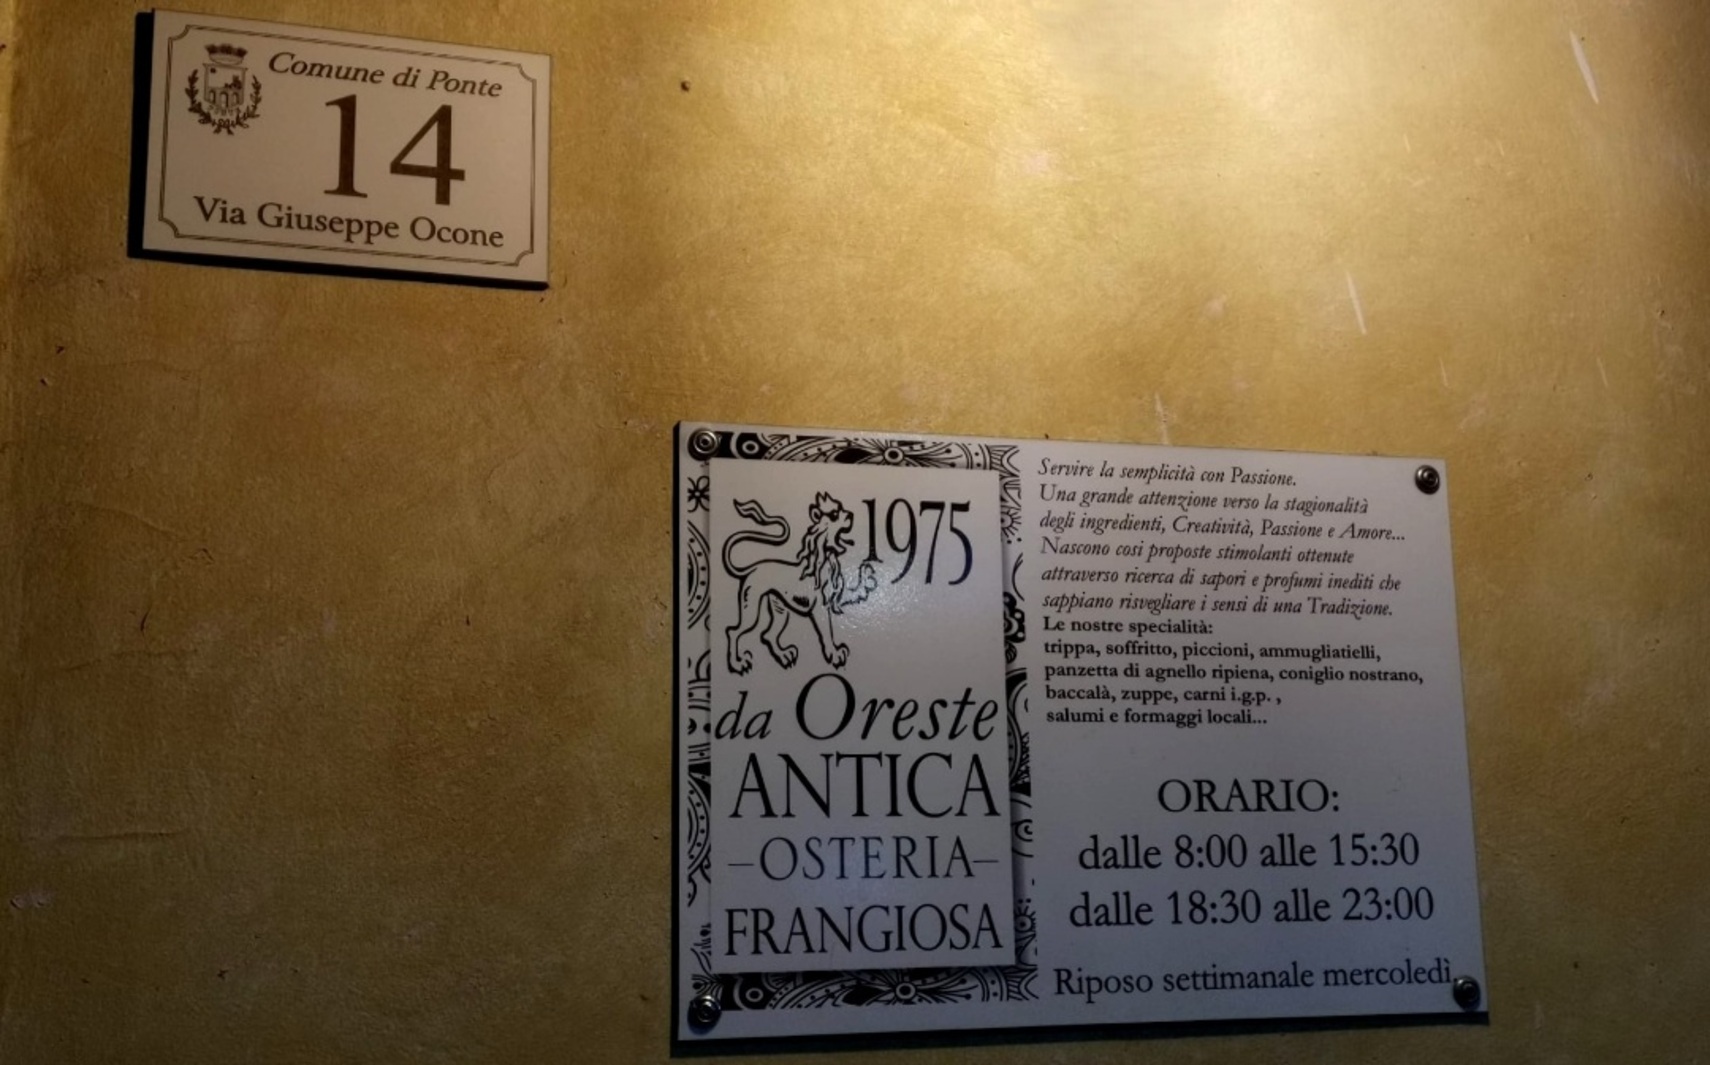 Comune di Ponte
14
Via Giuseppe Ocone
1975
da Oreste
ANTICA
–OSTERIA–
FRANGIOSA
Servire la semplicità con Passione.
Una grande attenzione verso la stagionalità
degli ingredienti, Creatività, Passione e Amore...
Nascono così proposte stimolanti ottenute
attraverso ricerca di sapori e profumi inediti che
sappiano risvegliare i sensi di una Tradizione.
Le nostre specialità:
trippa, soffritto, piccioni, ammugliatielli,
panzetta di agnello ripiena, coniglio nostrano,
baccalà, zuppe, carni i.g.p. ,
salumi e formaggi locali...
ORARIO:
dalle 8:00 alle 15:30
dalle 18:30 alle 23:00
Riposo settimanale mercoledì